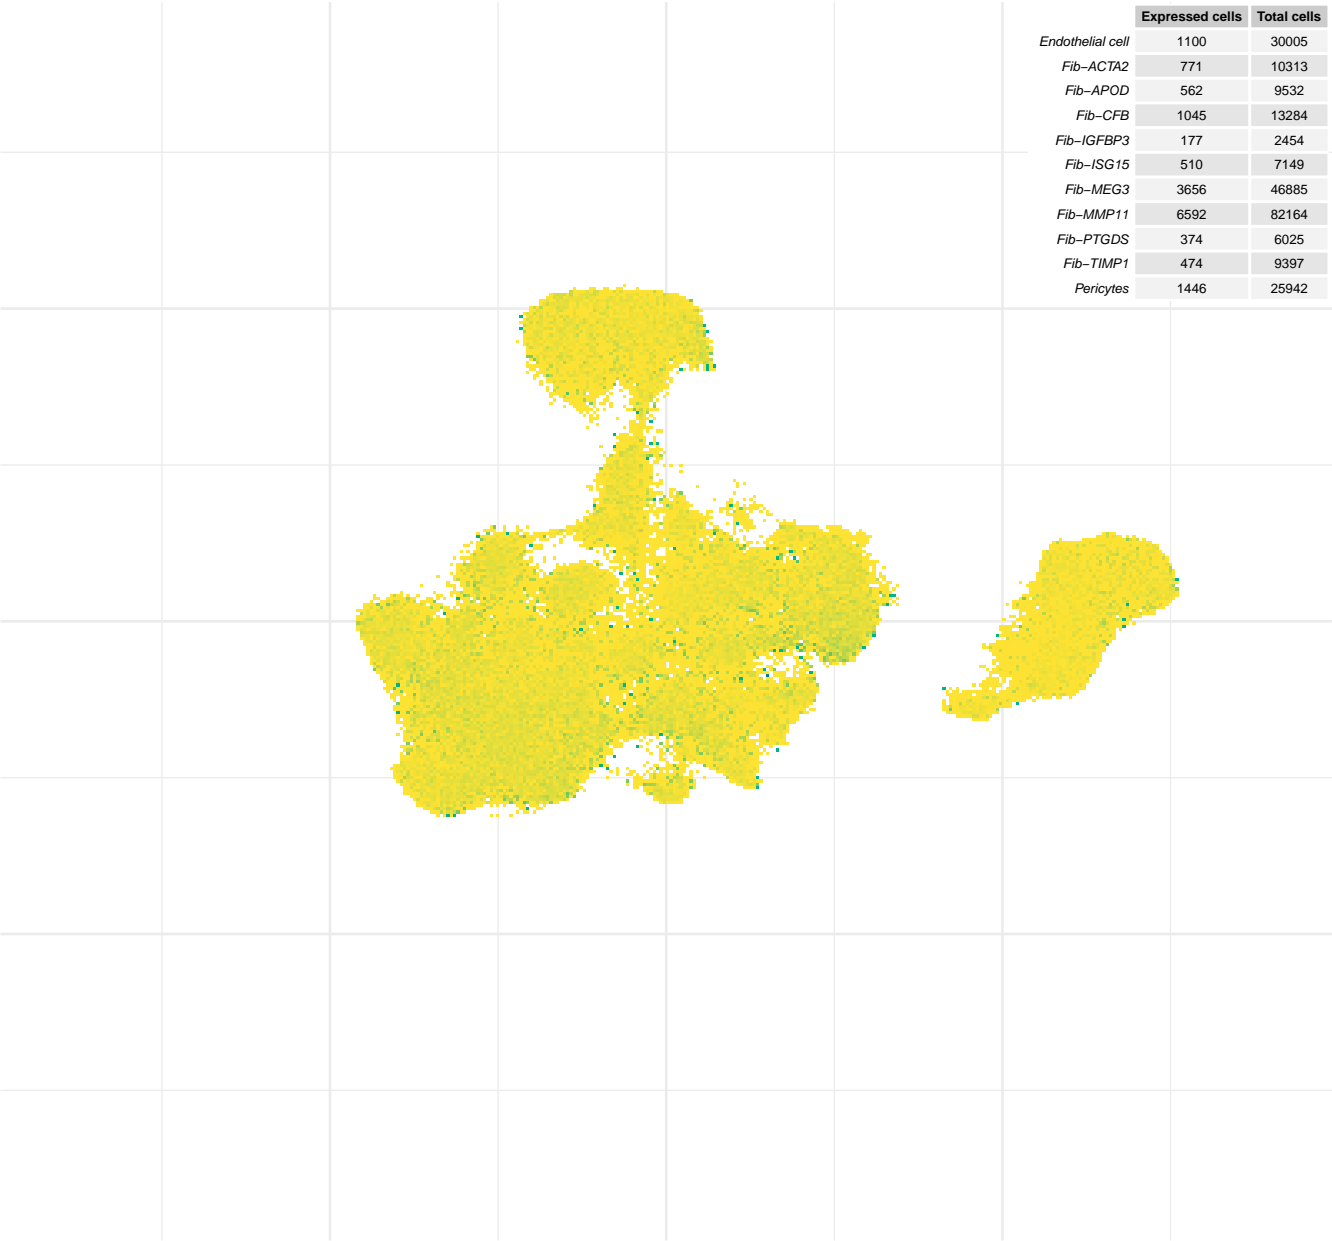 Expressed cells Total cells
Endothelial cell 1100 30005
Fib−ACTA2 771 10313
Fib−APOD 562 9532
Fib−CFB 1045 13284
Fib−IGFBP3 177 2454
Fib−ISG15 510 7149
Fib−MEG3 3656 46885
Fib−MMP11 6592 82164
Fib−PTGDS 374 6025
Fib−TIMP1 474 9397
Pericytes 1446 25942